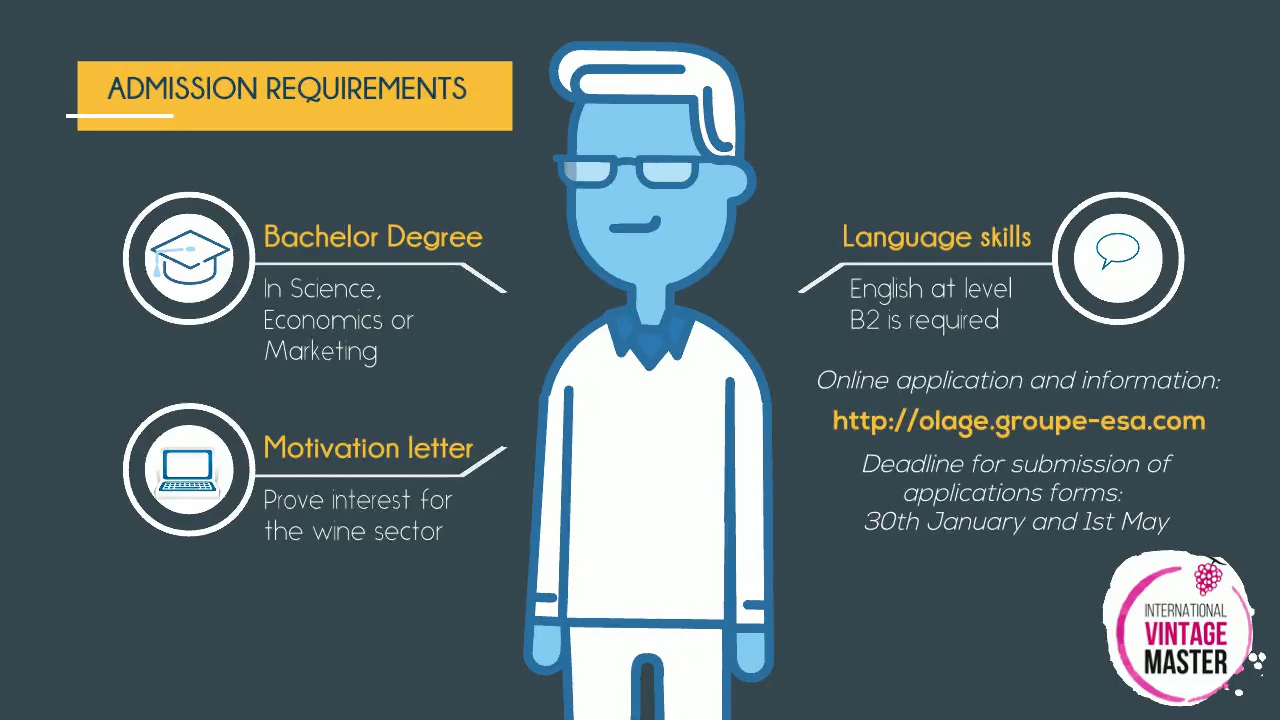 ADMISSION REQUIREMENTS
Bachelor Degree
In Science,
Economics or
Marketing
Motivation letter
Prove interest for
the wine sector
Language skills
English at level
B2 is required
Online application and information:
http://olage.groupe-esa.com
Deadline for submission of
applications forms:
30th January and 1st May
INTERNATIONAL
VINTAGE
MASTER